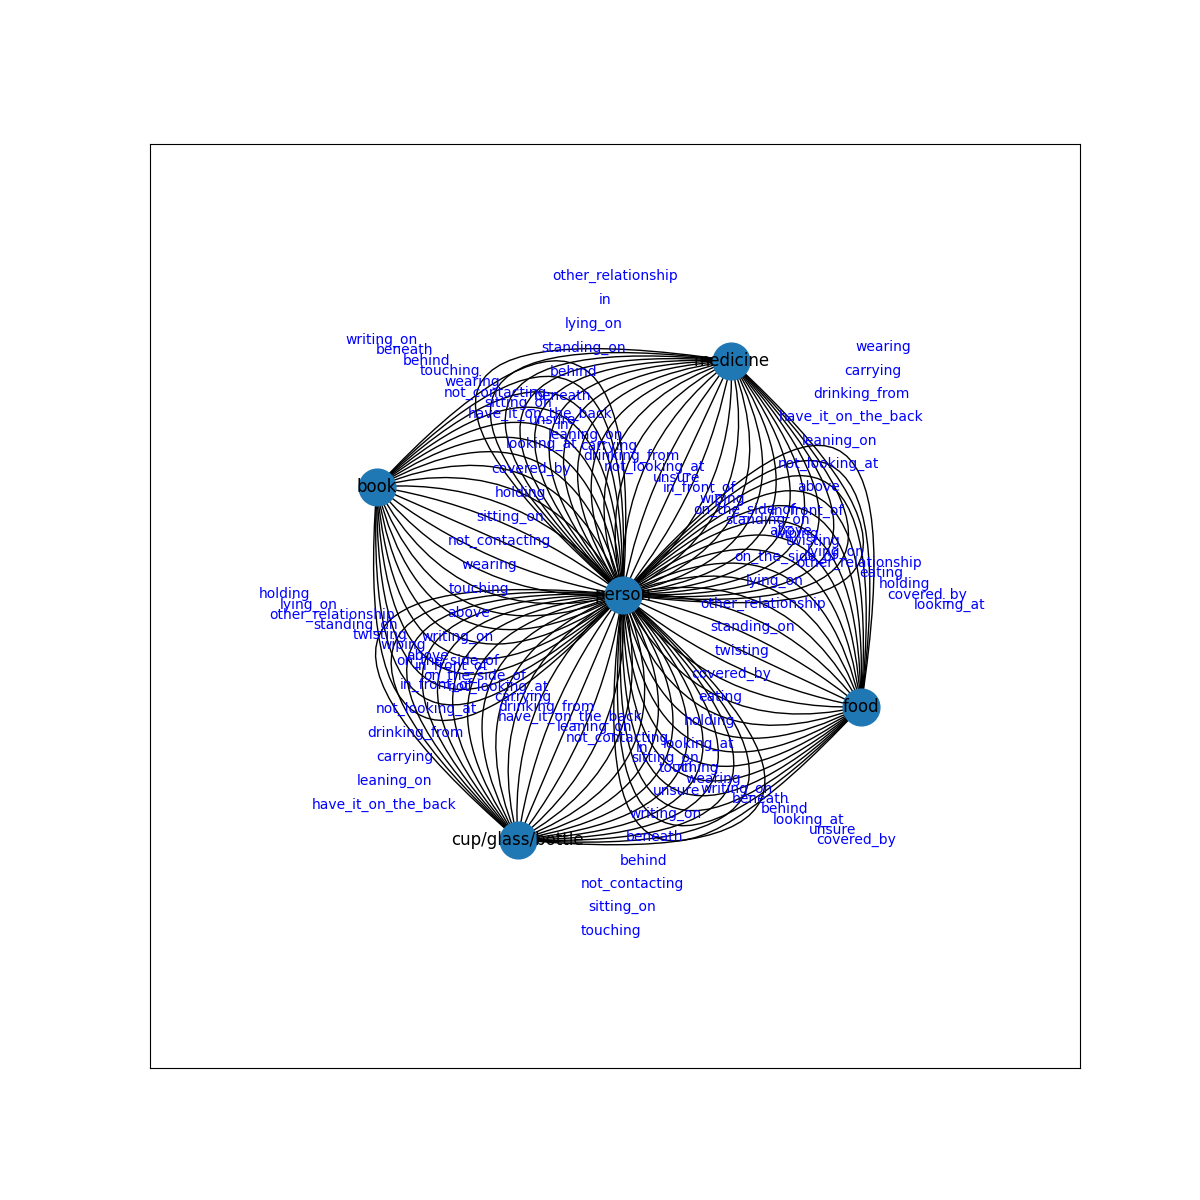 other_relationship
in
lying_on
writing_on
standing_on
wearing
beneath
behind
medicine
touching
behind
carrying
wearing
not_contacting
beneath
drinking_from
sitting_on
have_it_on_the_back
have_it_on_the_back
unsure
in
leaning_on
leaning_on
looking_at
carrying
drinking_from
not_looking_at
covered_by
not_looking_at
unsure
book
in_front_of
above
holding
wiping
in
on_the_side_of
in_front_of
sitting_on
standing_on
above
wiping
not_contacting
twisting
lying_on
on_the_side_of
other_relationship
wearing
eating
lying_on
holding
touching
holding
person
covered_by
lying_on
other_relationship
looking_at
other_relationship
above
standing_on
standing_on
twisting
writing_on
wiping
twisting
above
on_the_side_of
in_front_of
on_the_side_of
covered_by
in_front_of
not_looking_at
carrying
eating
not_looking_at
drinking_from
food
have_it_on_the_back
holding
leaning_on
drinking_from
not_contacting
looking_at
in
carrying
sitting_on
touching
in
leaning_on
wearing
unsure
writing_on
have_it_on_the_back
beneath
behind
writing_on
looking_at
unsure
beneath
cup/glass/bottle
covered_by
behind
not_contacting
sitting_on
touching